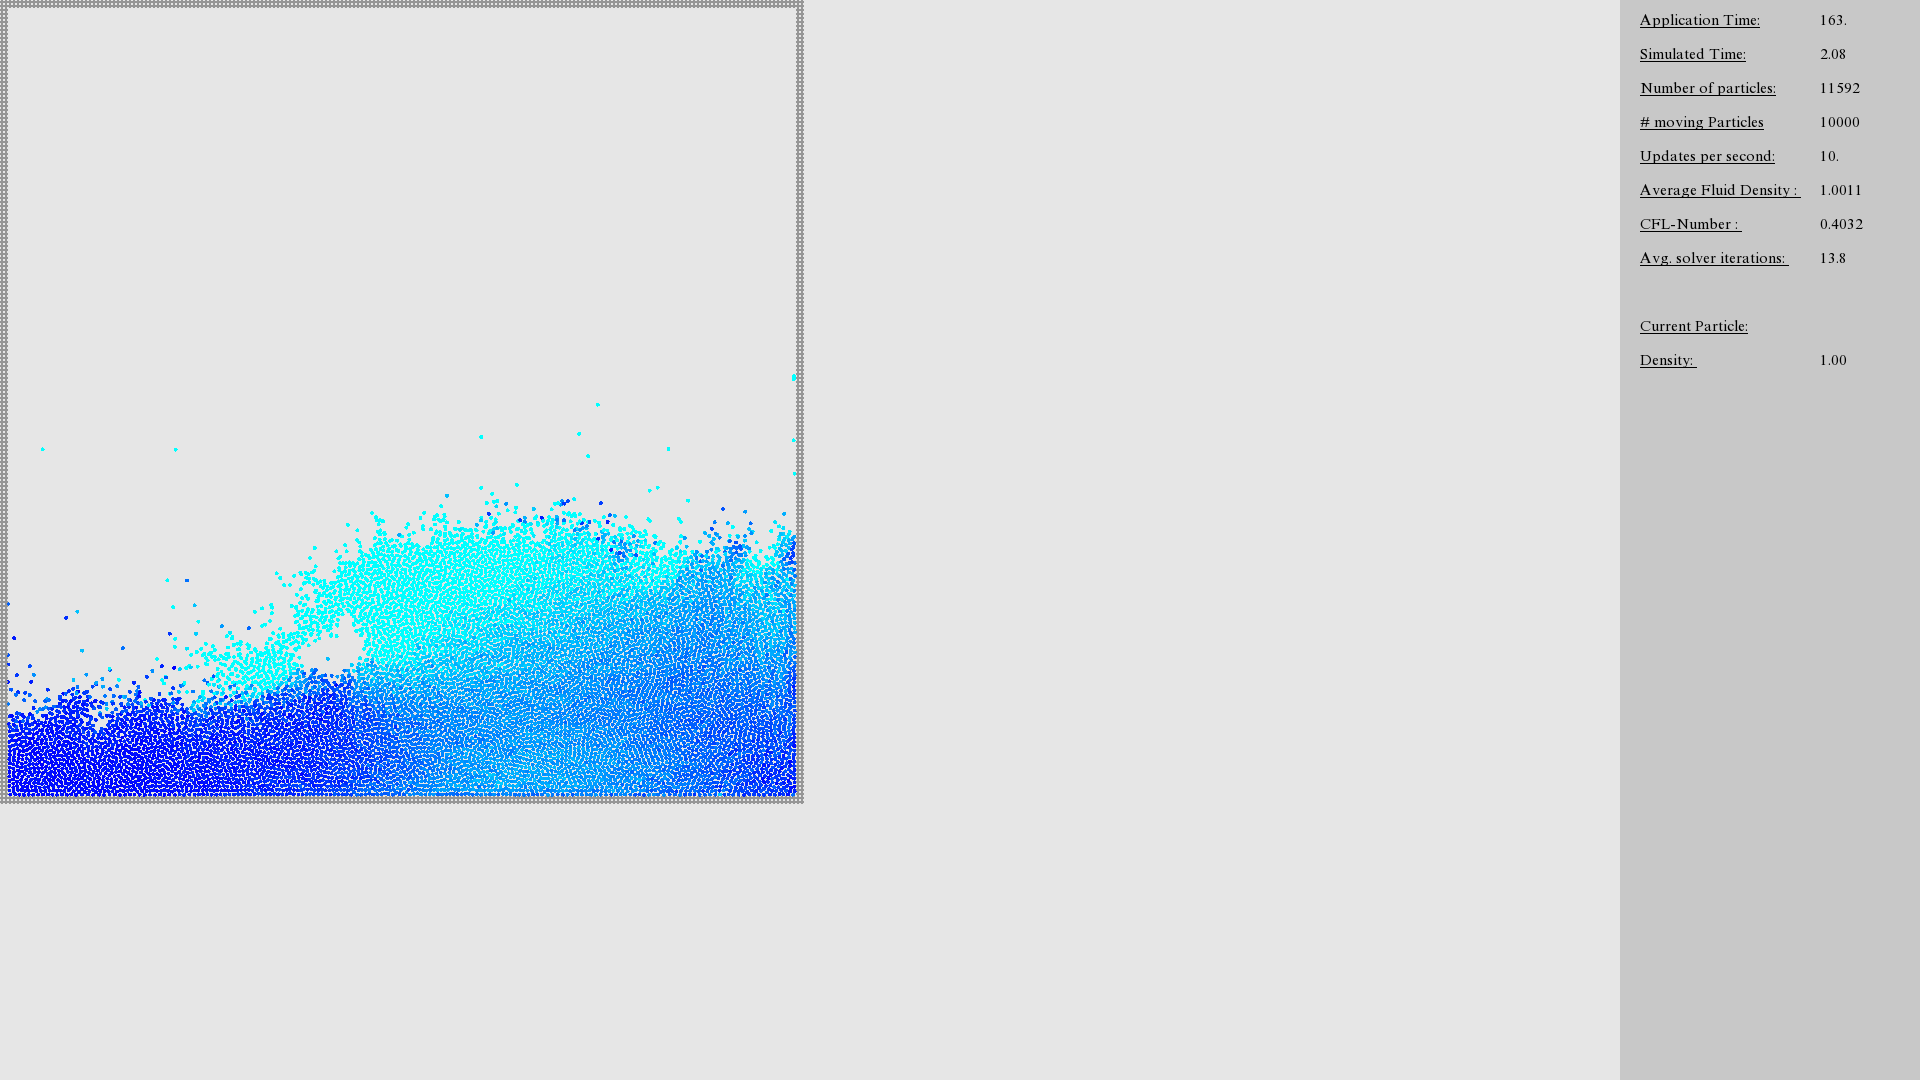 Application Time: 163.
Simulated Time: 2.08
Number of particles: 11592
# moving Particles 10000
Updates per second: 10.
Average Fluid Density : 1.0011
CFL-Number : 0.4032
Avg. solver iterations: 13.8
Current Particle:
Density: 1.00